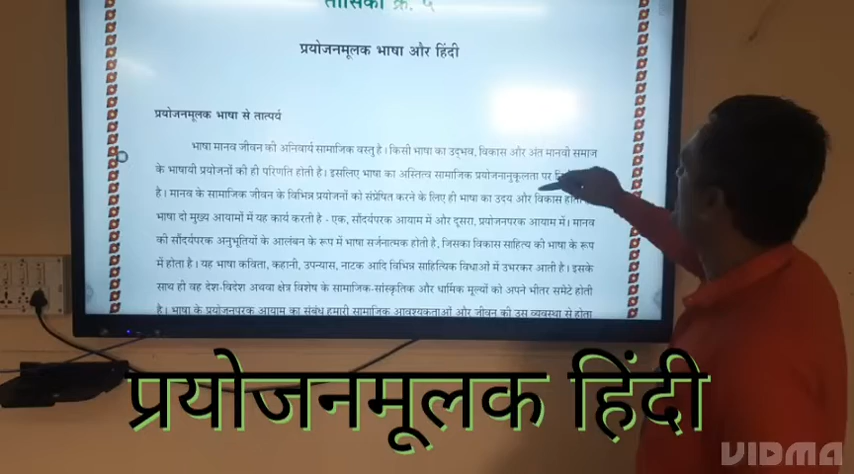 तासिका क्र. ५
प्रयोजनमूलक भाषा और हिंदी
प्रयोजनमूलक भाषा से तात्पर्य
भाषा मानव जीवन की अनिवार्य सामाजिक वस्तु है। किसी भाषा का उद्‌भव, विकास और अंत मानवी समाज
के भाषायी प्रयोजनों की ही परिणति होती है। इसलिए भाषा का अस्तित्व सामाजिक प्रयोजनानुकूलता पर
है। मानव के सामाजिक जीवन के विभिन्न प्रयोजनों को संप्रेषित करने के लिए ही भाषा का उदय और विकास होता
भाषा दो मुख्य आयामों में यह कार्य करती है - एक, सौंदर्यपरक आयाम में और दुसरा, प्रयोजनपरक आयाम में। मानव
की सौंदर्यपरक अनुभूतियों के आलंबन के रूप में भाषा सर्जनात्मक होती है, जिसका विकास साहित्य की भाषा के रूप
में होता है। यह भाषा कविता, कहानी, उपन्यास, नाटक आदि विभिन्न साहित्यिक विधाओं में उभरकर आती है। इसके
साथ ही वह देश-विदेश अथवा क्षेत्र विशेष के सामाजिक-सांस्कृतिक और धार्मिक मूल्यों को अपने भीतर समेटे होती
है। भाषा के प्रयोजनपरक आयाम का संबंध हमारी सामाजिक आवश्यकताओं और जीवन की उस व्यवस्था से होता
प्रयोजनमूलक हिंदी
VIDMA